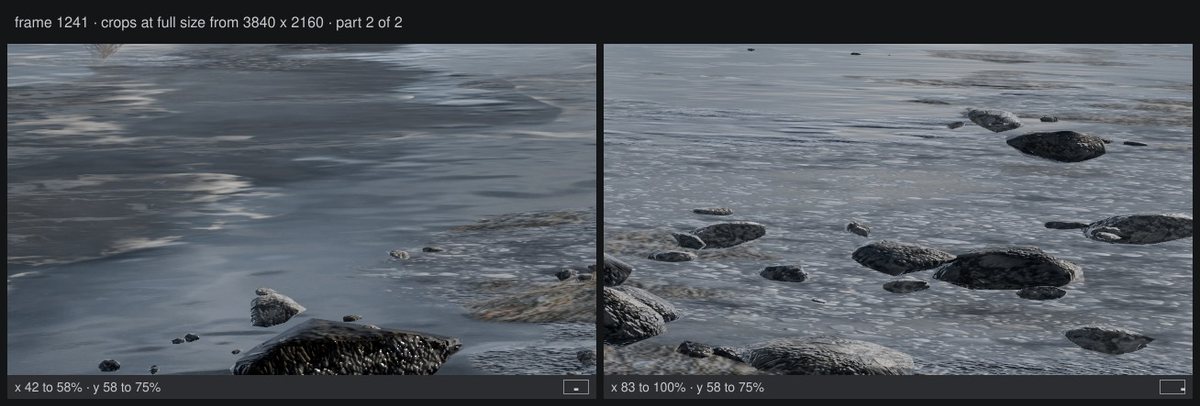 frame 1241 · crops at full size from 3840 x 2160 · part 2 of 2
x 42 to 58% · y 58 to 75%
x 83 to 100% · y 58 to 75%